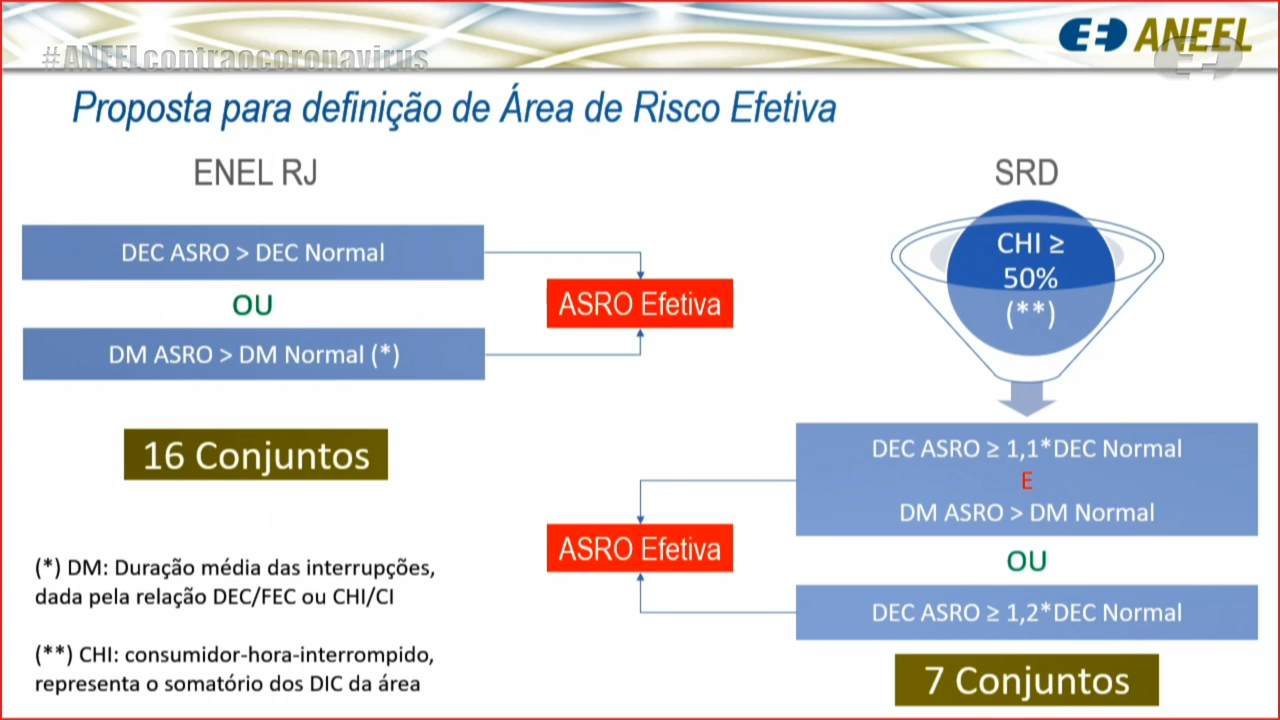 #ANEELcontraocoronavirus
ANEEL
Proposta para definição de Área de Risco Efetiva
ENEL RJ
DEC ASRO > DEC Normal
OU
DM ASRO > DM Normal (*)
ASRO Efetiva
16 Conjuntos
(*) DM: Duração média das interrupções,
dada pela relação DEC/FEC ou CHI/CI
(**) CHI: consumidor-hora-interrompido,
representa o somatório dos DIC da área
SRD
CHI ≥
50%
(**)
DEC ASRO ≥ 1,1*DEC Normal
E
DM ASRO > DM Normal
OU
DEC ASRO ≥ 1,2*DEC Normal
ASRO Efetiva
7 Conjuntos